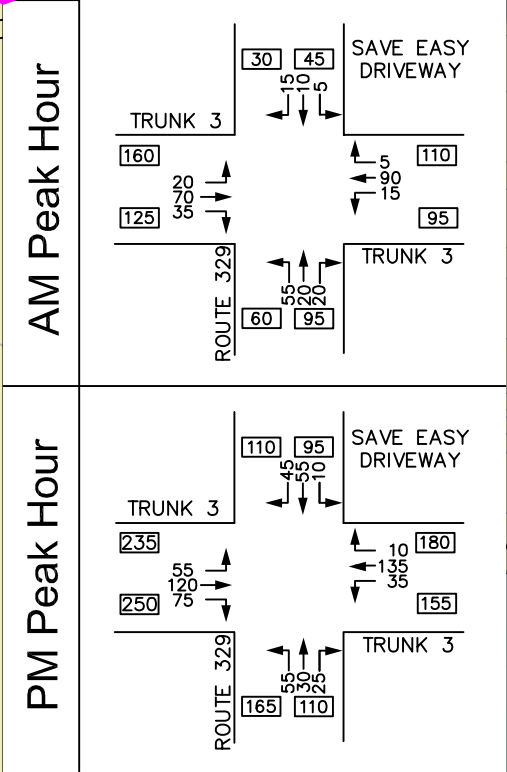 AM Peak Hour
30 45
SAVE EASY
DRIVEWAY
15 10 5
TRUNK 3
160
5
110
20
90
70
15
35
125
95
ROUTE 329
TRUNK 3
55 20 20
60 95
PM Peak Hour
110 95
SAVE EASY
DRIVEWAY
45 55 10
TRUNK 3
235
10
180
55
135
120
35
75
250
155
ROUTE 329
TRUNK 3
55 30 25
165 110